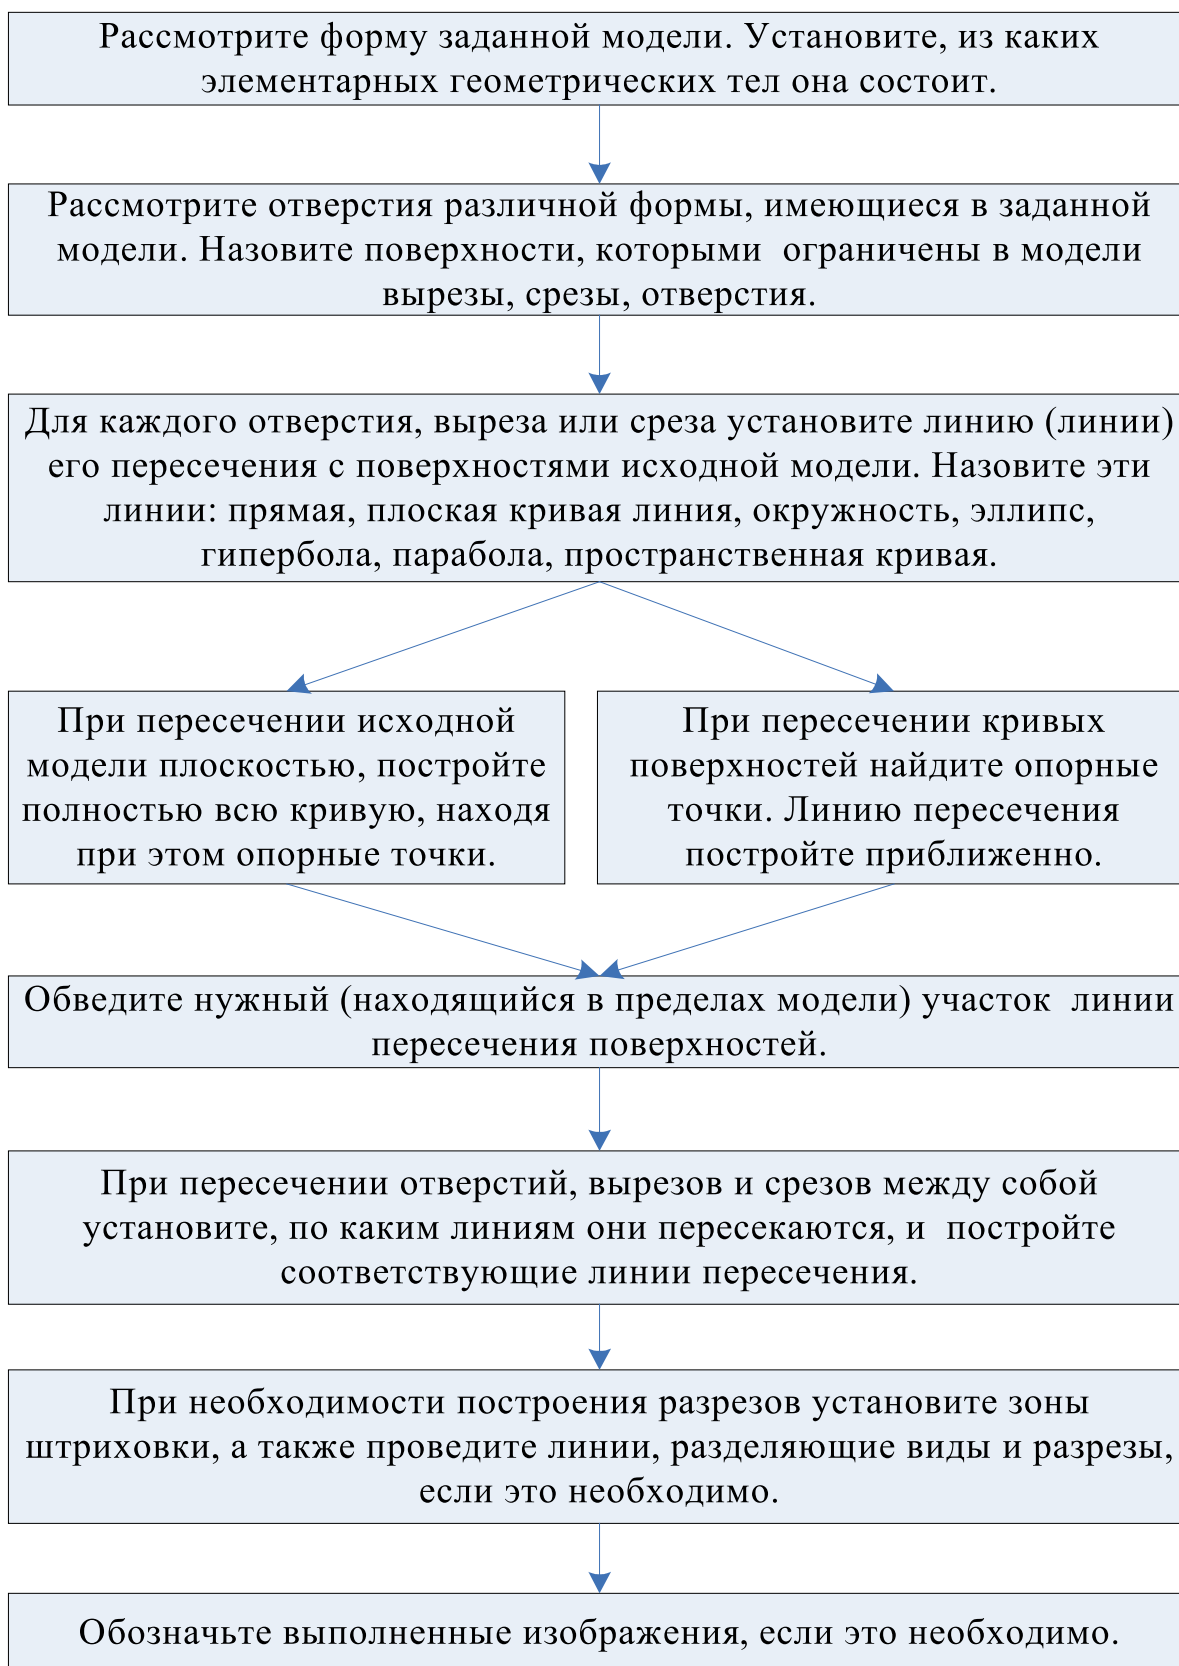 Рассмотрите форму заданной модели. Установите, из каких
элементарных геометрических тел она состоит.
Рассмотрите отверстия различной формы, имеющиеся в заданной
модели. Назовите поверхности, которыми ограничены в модели
вырезы, срезы, отверстия.
Для каждого отверстия, выреза или среза установите линию (линии)
его пересечения с поверхностями исходной модели. Назовите эти
линии: прямая, плоская кривая линия, окружность, эллипс,
гипербола, парабола, пространственная кривая.
При пересечении исходной
модели плоскостью, постройте
полностью всю кривую, находя
при этом опорные точки.
При пересечении кривых
поверхностей найдите опорные
точки. Линию пересечения
постройте приближенно.
Обведите нужный (находящийся в пределах модели) участок линии
пересечения поверхностей.
При пересечении отверстий, вырезов и срезов между собой
установите, по каким линиям они пересекаются, и постройте
соответствующие линии пересечения.
При необходимости построения разрезов установите зоны
штриховки, а также проведите линии, разделяющие виды и разрезы,
если это необходимо.
Обозначьте выполненные изображения, если это необходимо.